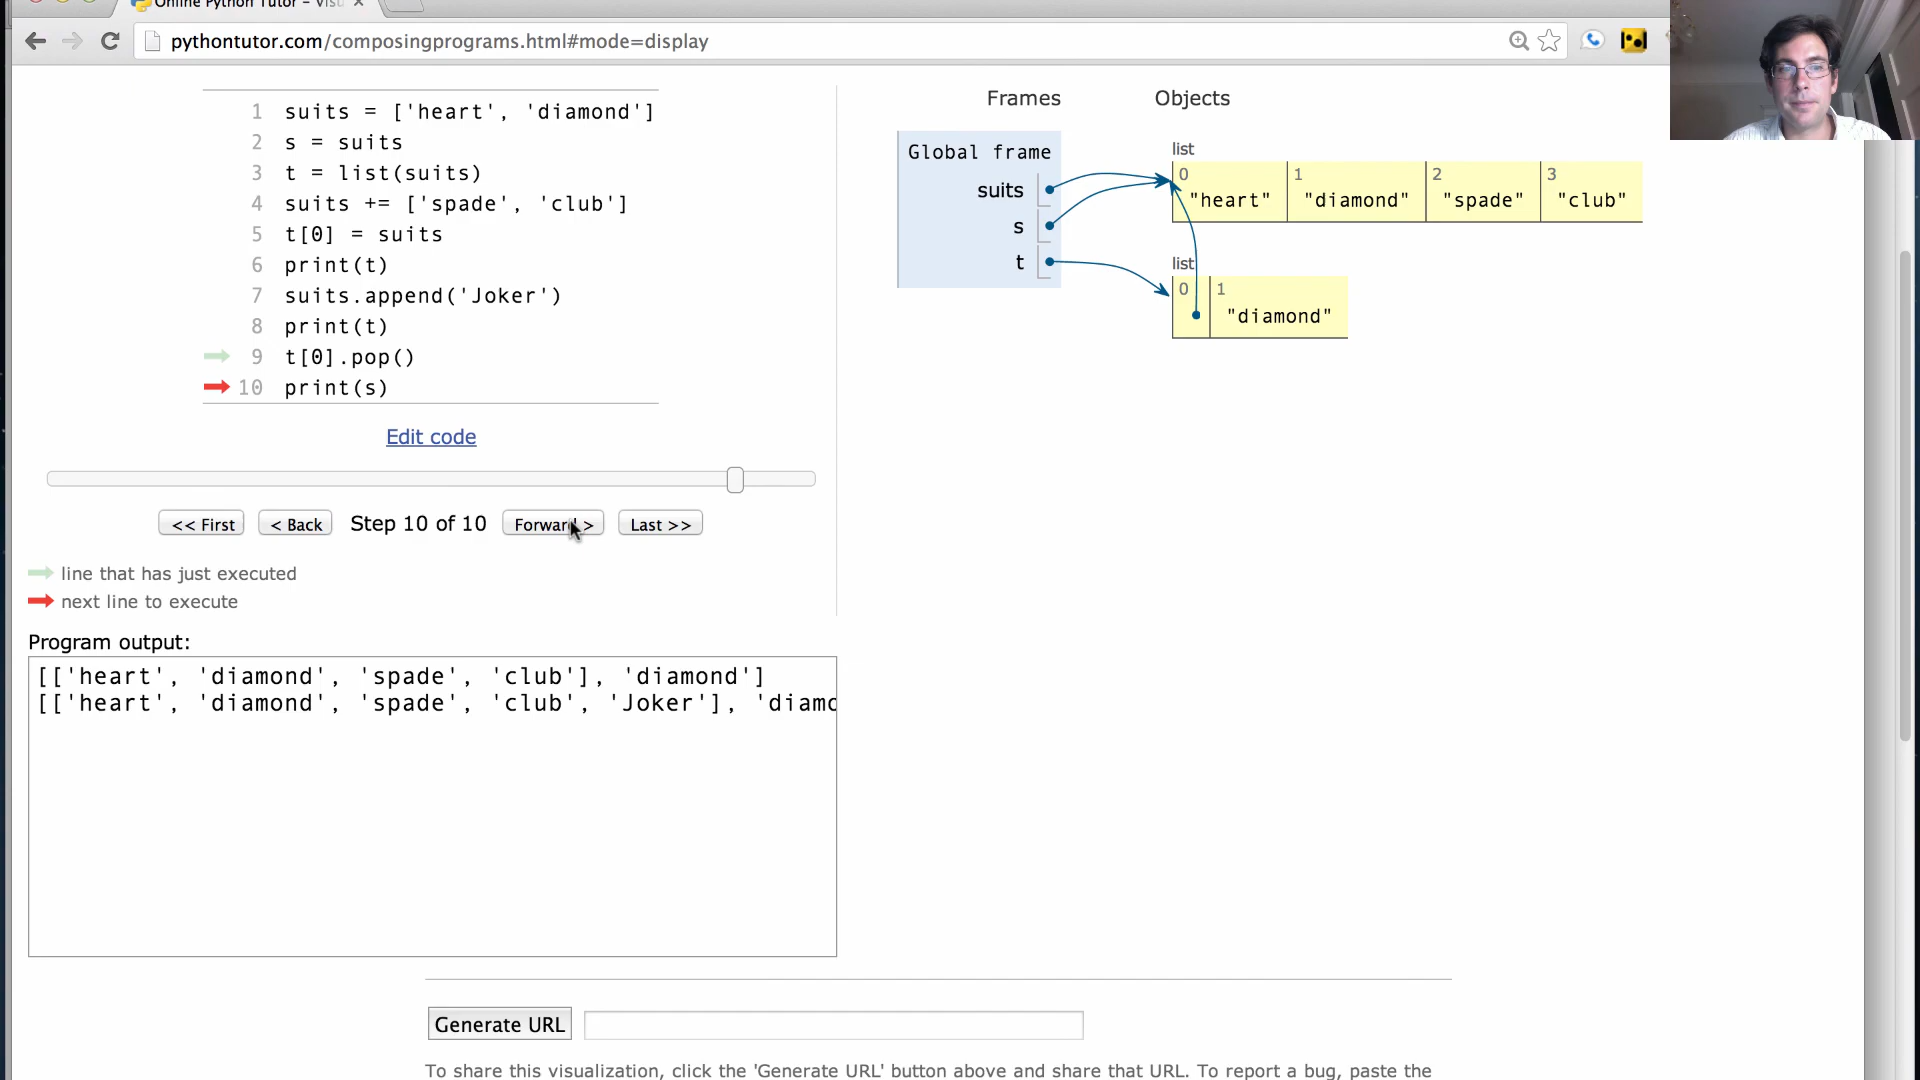 Online Python Tutor - Visu
pythontutor.com/composingprograms.html#mode=display
1 suits = ['heart', 'diamond']
2 s = suits
3 t = list(suits)
4 suits += ['spade', 'club']
5 t[0] = suits
6 print(t)
7 suits.append('Joker')
8 print(t)
9 t[0].pop()
10 print(s)
Edit code
<< First < Back Step 10 of 10 Forward > Last >>
line that has just executed
next line to execute
Program output:
[['heart', 'diamond', 'spade', 'club'], 'diamond']
[['heart', 'diamond', 'spade', 'club', 'Joker'], 'diamo
Frames Objects
Global frame
suits
s
t
list
0 1 2 3
"heart" "diamond" "spade" "club"
list
0 1
"diamond"
Generate URL
To share this visualization, click the 'Generate URL' button above and share that URL. To report a bug, paste the